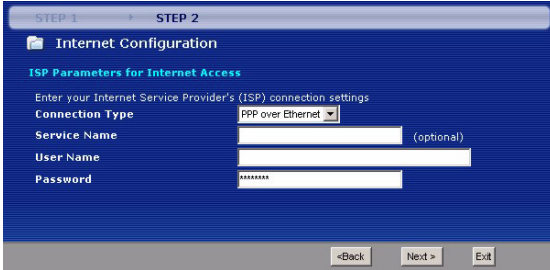 STEP 1 STEP 2
Internet Configuration
ISP Parameters for Internet Access
Enter your Internet Service Provider's (ISP) connection settings
Connection Type PPP over Ethernet
Service Name (optional)
User Name
Password ********
<Back Next > Exit